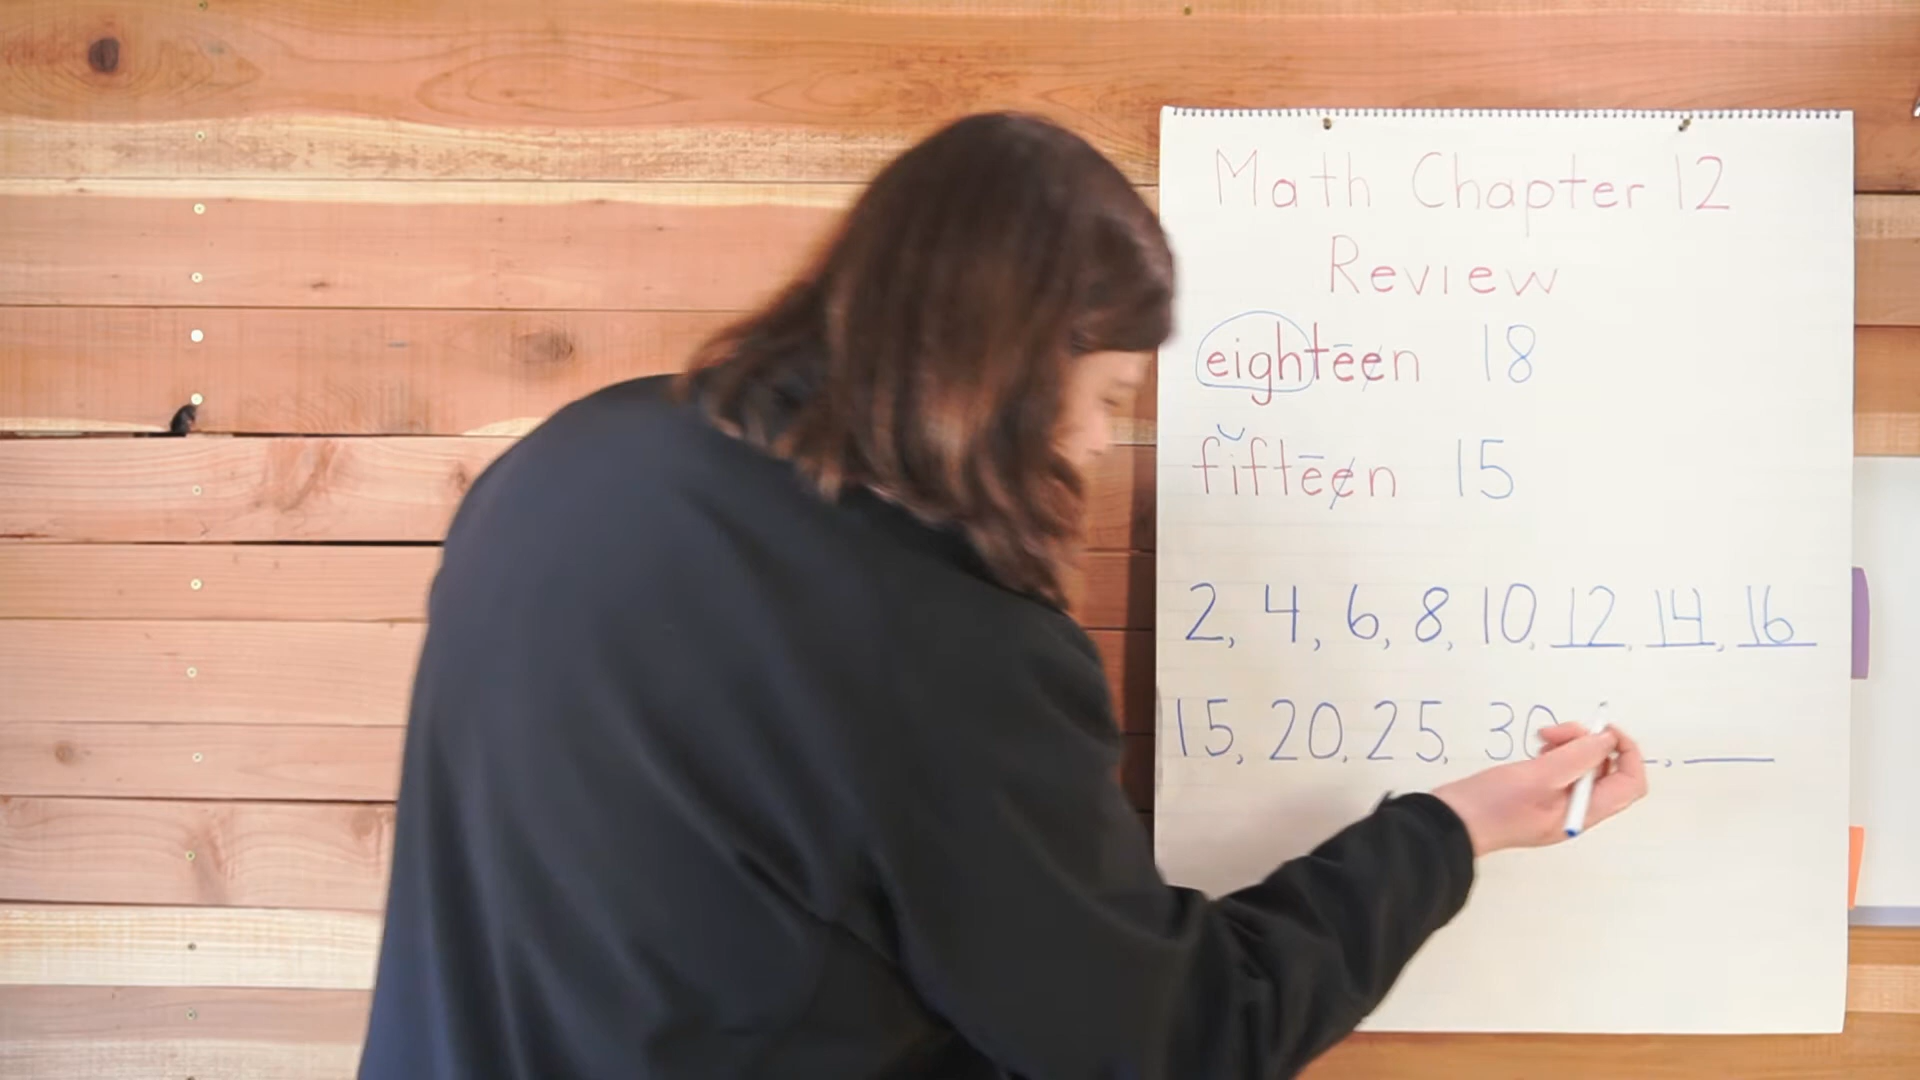 Math Chapter 12
Review
eighteen 18
fifteen 15
2, 4, 6, 8, 10, 12, 14, 16
15, 20, 25, 30